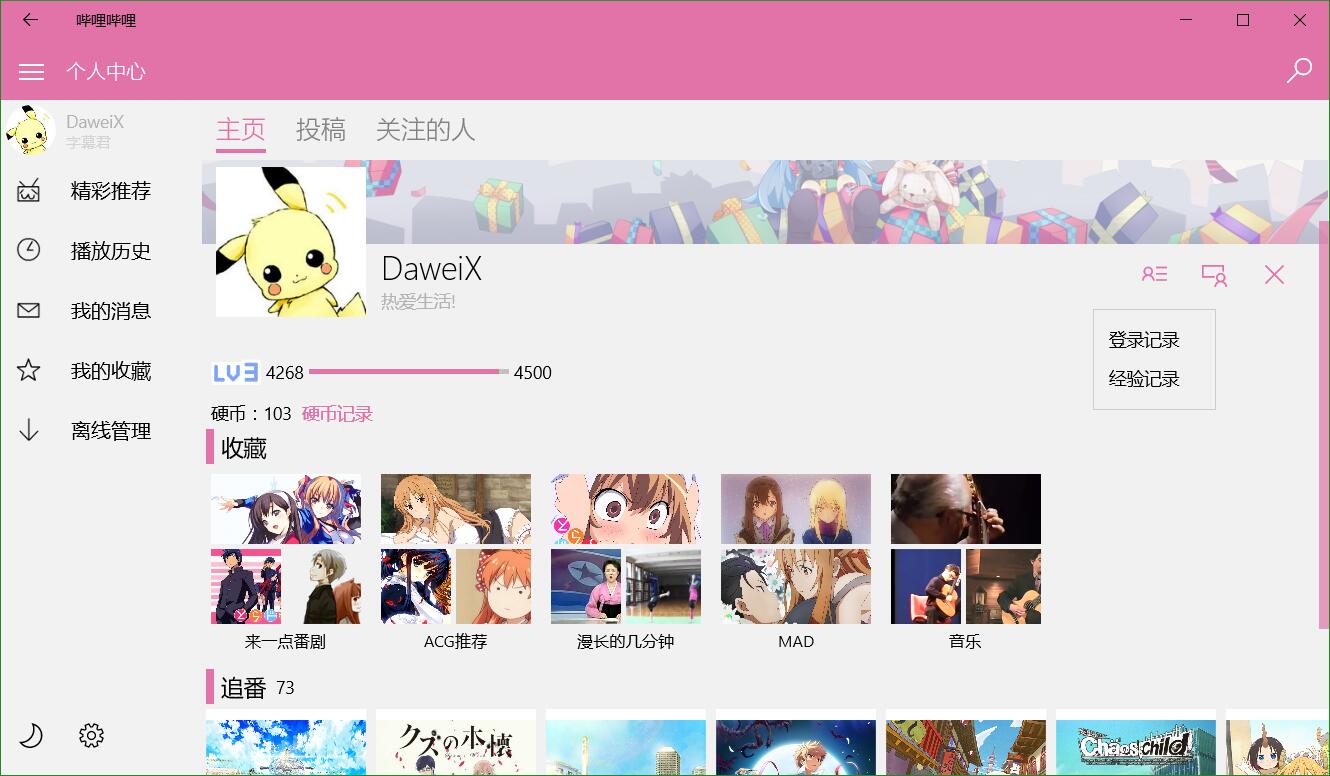 哔哩哔哩
个人中心
DaweiX
字幕君
精彩推荐
播放历史
我的消息
我的收藏
离线管理
主页 投稿 关注的人
DaweiX
热爱生活!
登录记录
经验记录
LV3 4268 4500
硬币：103 硬币记录
收藏
来一点番剧 ACG推荐 漫长的几分钟 MAD 音乐
追番 73
クズの本懐
Chäos;child